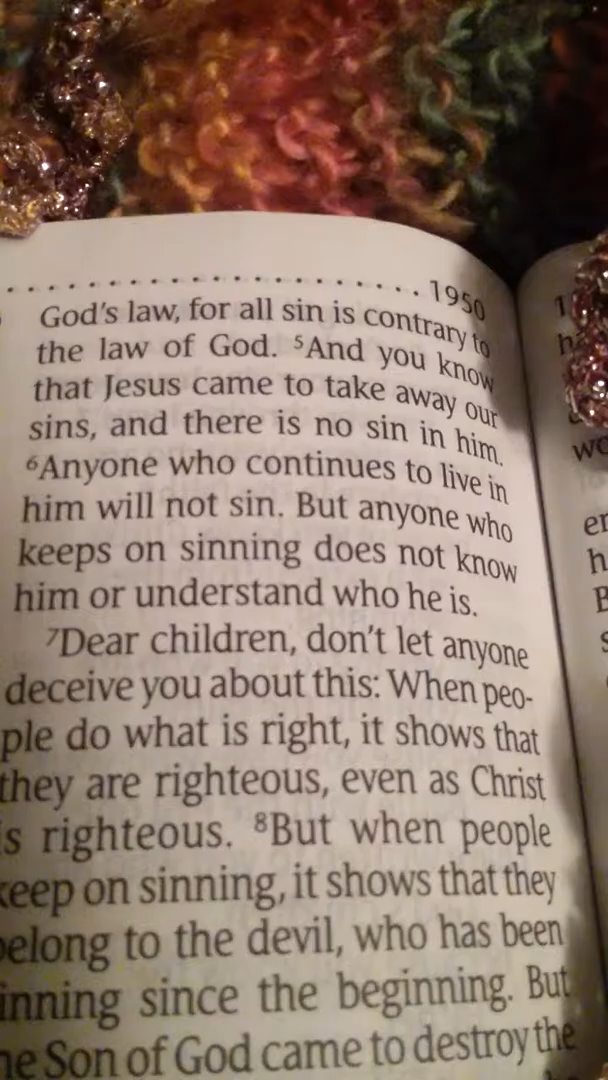 1950
God's law, for all sin is contrary to
the law of God. ⁵And you know
that Jesus came to take away our
sins, and there is no sin in him.
⁶Anyone who continues to live in
him will not sin. But anyone who
keeps on sinning does not know
him or understand who he is.
⁷Dear children, don't let anyone
deceive you about this: When peo-
ple do what is right, it shows that
they are righteous, even as Christ
is righteous. ⁸But when people
keep on sinning, it shows that they
belong to the devil, who has been
inning since the beginning. But
he Son of God came to destroy the